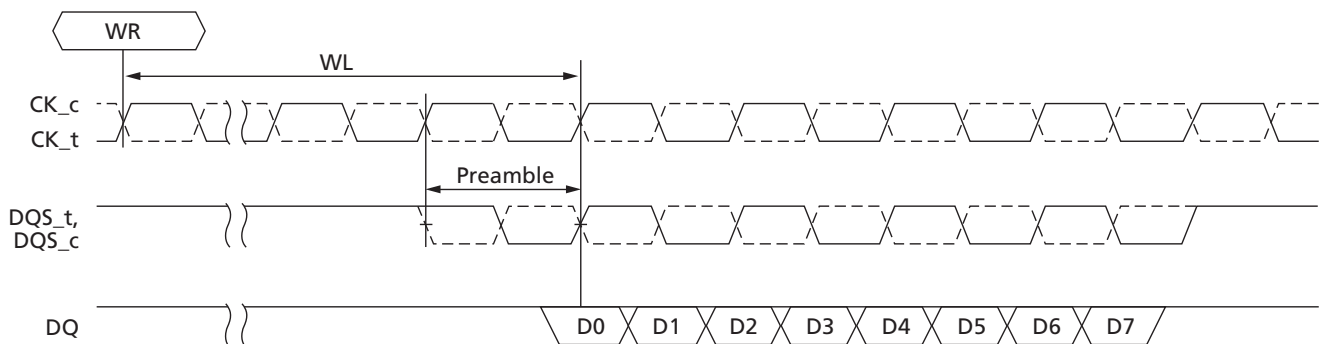 WR
WL
CK_c
CK_t
Preamble
DQS_t,
DQS_c
DQ
D0 D1 D2 D3 D4 D5 D6 D7